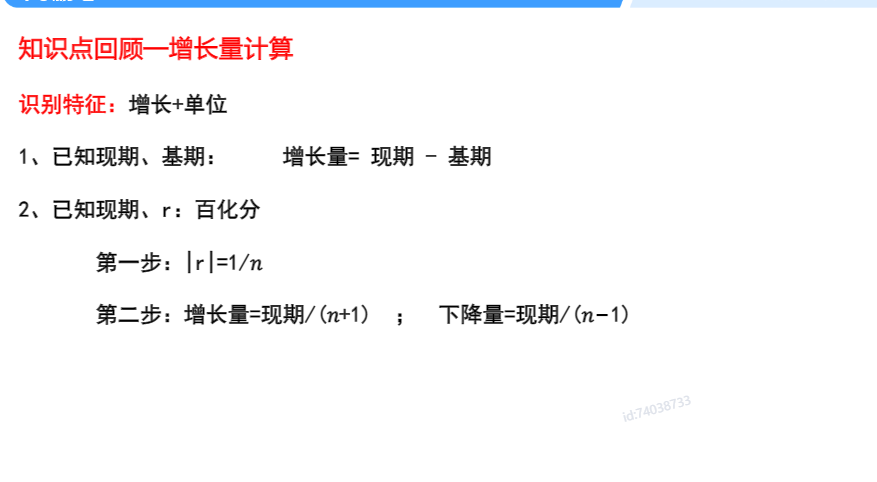 知识点回顾—增长量计算
识别特征：增长+单位
1、已知现期、基期： 增长量= 现期 - 基期
2、已知现期、r：百化分
第一步：|r|=1/n
第二步：增长量=现期/(n+1) ； 下降量=现期/(n-1)
id:74038733